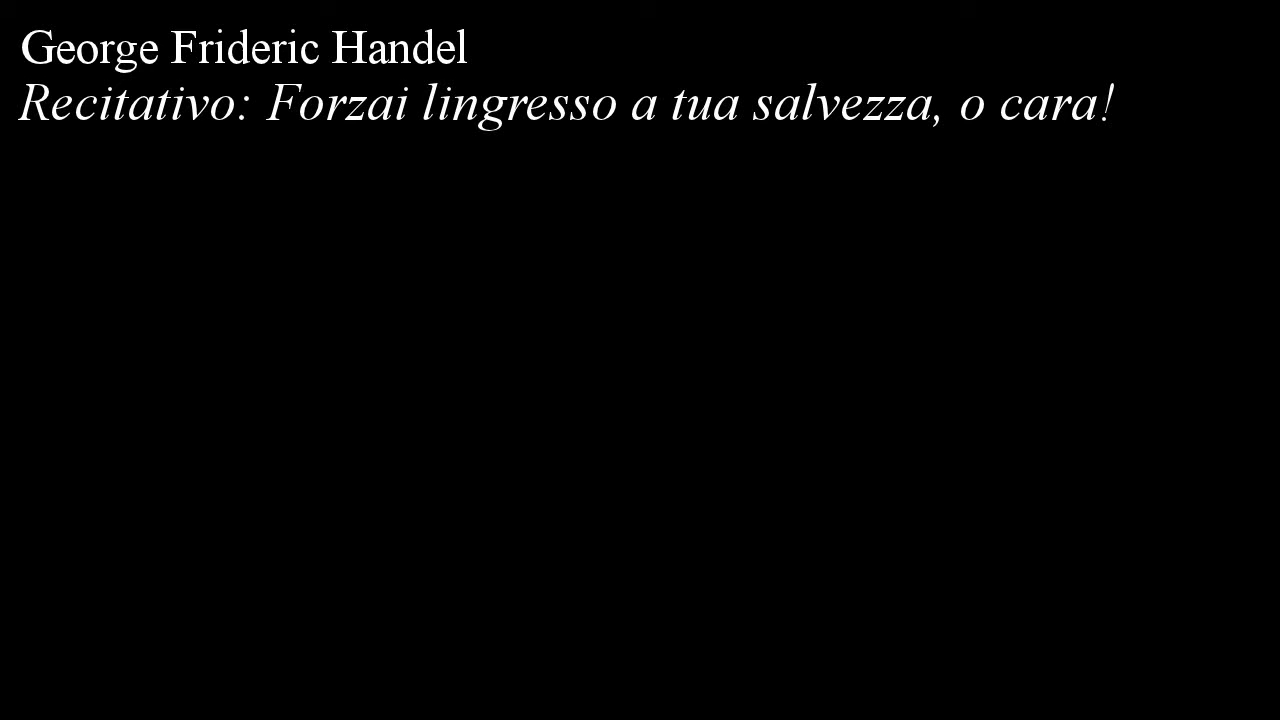 George Frideric Handel
Recitativo: Forzai lingresso a tua salvezza, o cara!